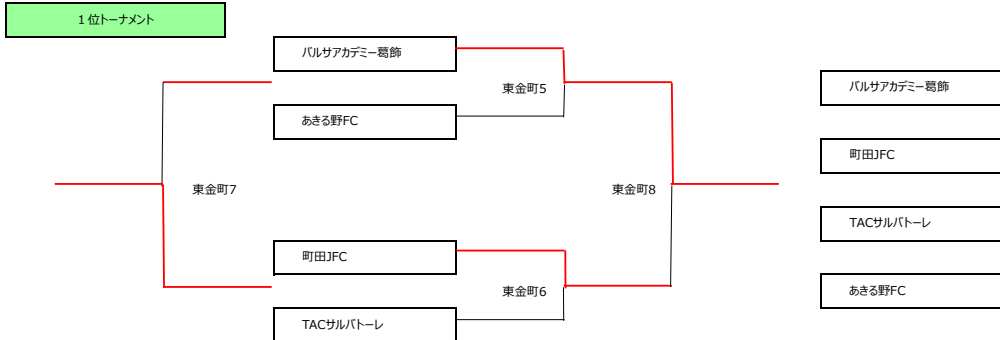 1位トーナメント
バルサアカデミー葛飾
東金町5
あきる野FC
東金町7
東金町8
町田JFC
東金町6
TACサルバトーレ
バルサアカデミー葛飾
町田JFC
TACサルバトーレ
あきる野FC